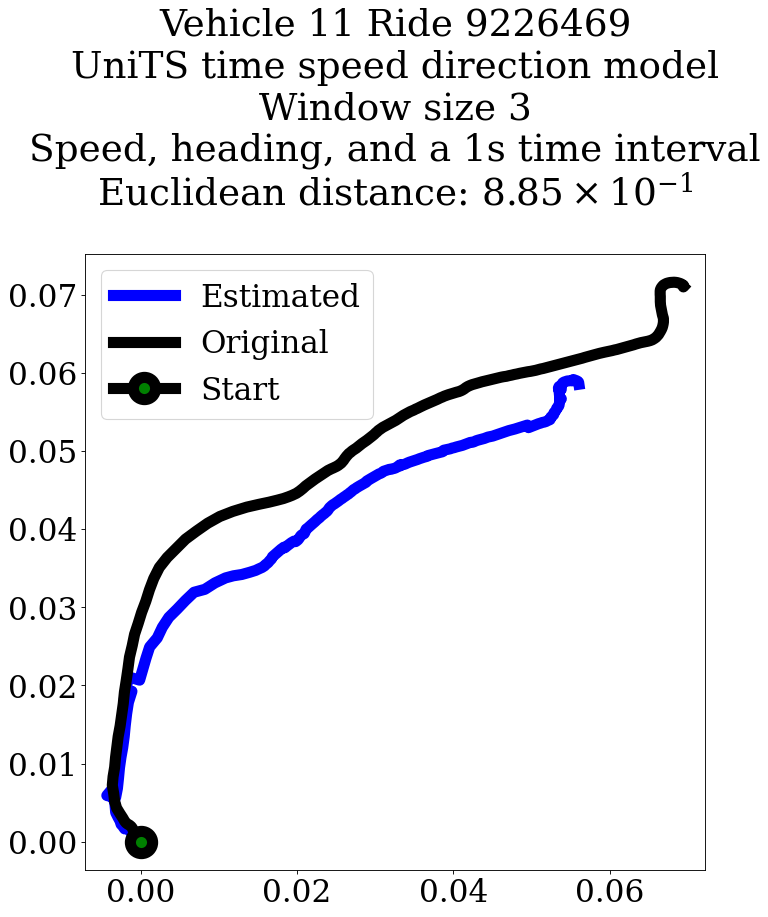 Vehicle 11 Ride 9226469
UniTS time speed direction model
Window size 3
Speed, heading, and a 1s time interval
Euclidean distance: 8.85 × 10⁻¹
Estimated
Original
Start
0.07
0.06
0.05
0.04
0.03
0.02
0.01
0.00
0.00 0.02 0.04 0.06